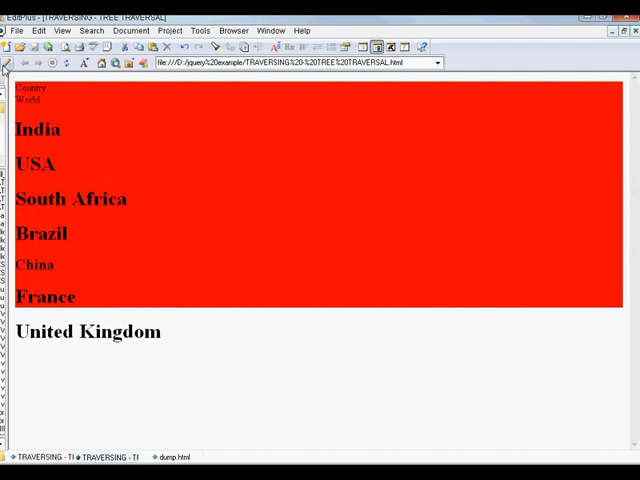 EditPlus - [TRAVERSING - TREE TRAVERSAL]
File Edit View Search Document Project Tools Browser Window Help
file:///D:/jquery%20example/TRAVERSING%20-%20TREE%20TRAVERSAL.html
Country
World
India
USA
South Africa
Brazil
China
France
United Kingdom
TRAVERSING - TI TRAVERSING - TI dump.html